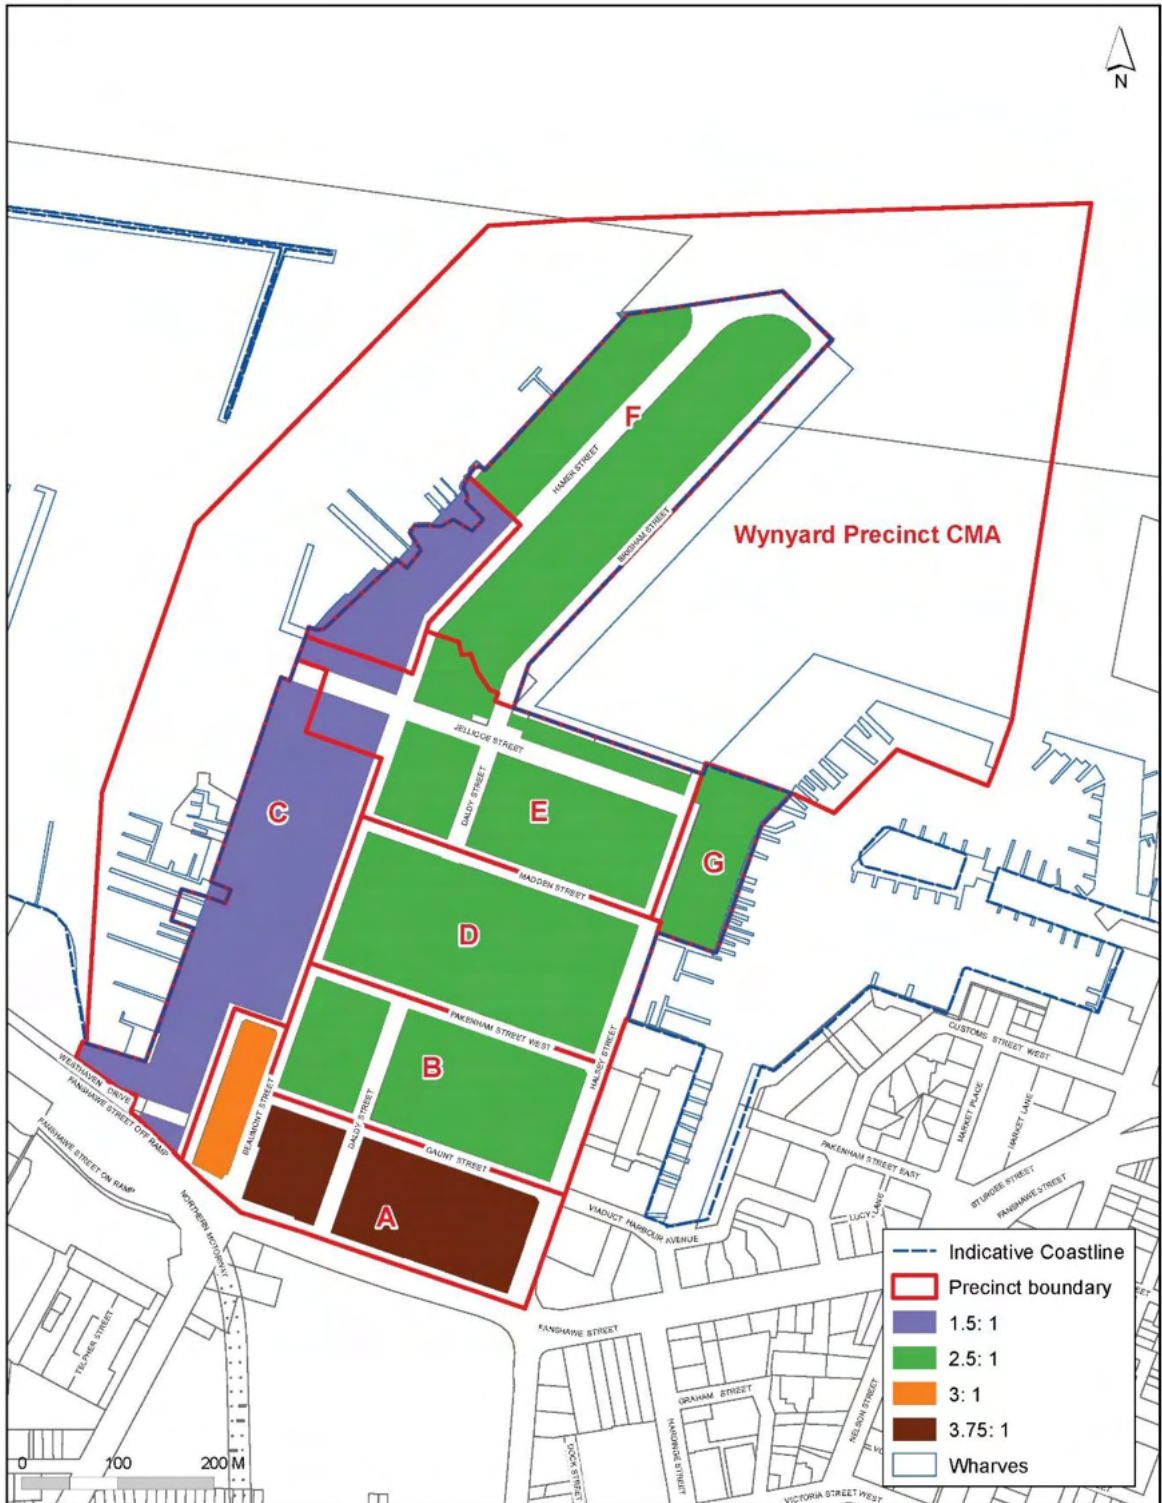 N
F
HAMER STREET
BRIGHAM STREET
Wynyard Precinct CMA
JELLICOE STREET
DALDY STREET
C
E
G
MADDEN STREET
D
PAKENHAM STREET WEST
HALSEY STREET
CUSTOMS STREET WEST
WESTHAVEN DRIVE
FANSHAWE STREET OFF RAMP
B
BEAUMONT STREET
DALDY STREET
MARKET PLACE
MARKET LANE
FANSHAWE STREET ON RAMP
GAUNT STREET
PAKENHAM STREET EAST
STURDEE STREET
FANSHAWE STREET
LUCY LANE
A
VIADUCT HARBOUR AVENUE
NORTHERN MOTORWAY
TELPHER STREET
FANSHAWE STREET
GRAHAM STREET
HARDINGE STREET
NELSON STREET
DOCK STREET
VICTORIA STREET WEST
Indicative Coastline
Precinct boundary
1.5: 1
2.5: 1
3: 1
3.75: 1
Wharves
0 100 200 M